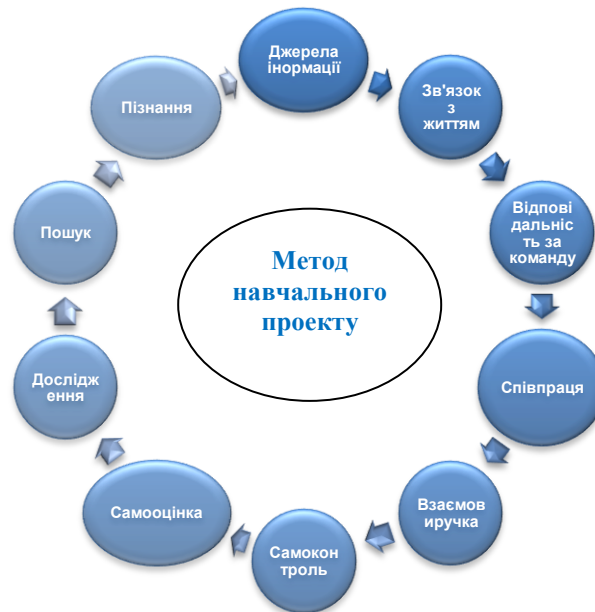 Джерела
інормації
Зв'язок
з
життям
Відпові
дальніс
ть за
команду
Співпраця
Взаємов
иручка
Самокон
троль
Самооцінка
Дослідж
ення
Пошук
Пізнання
Метод
навчального
проекту